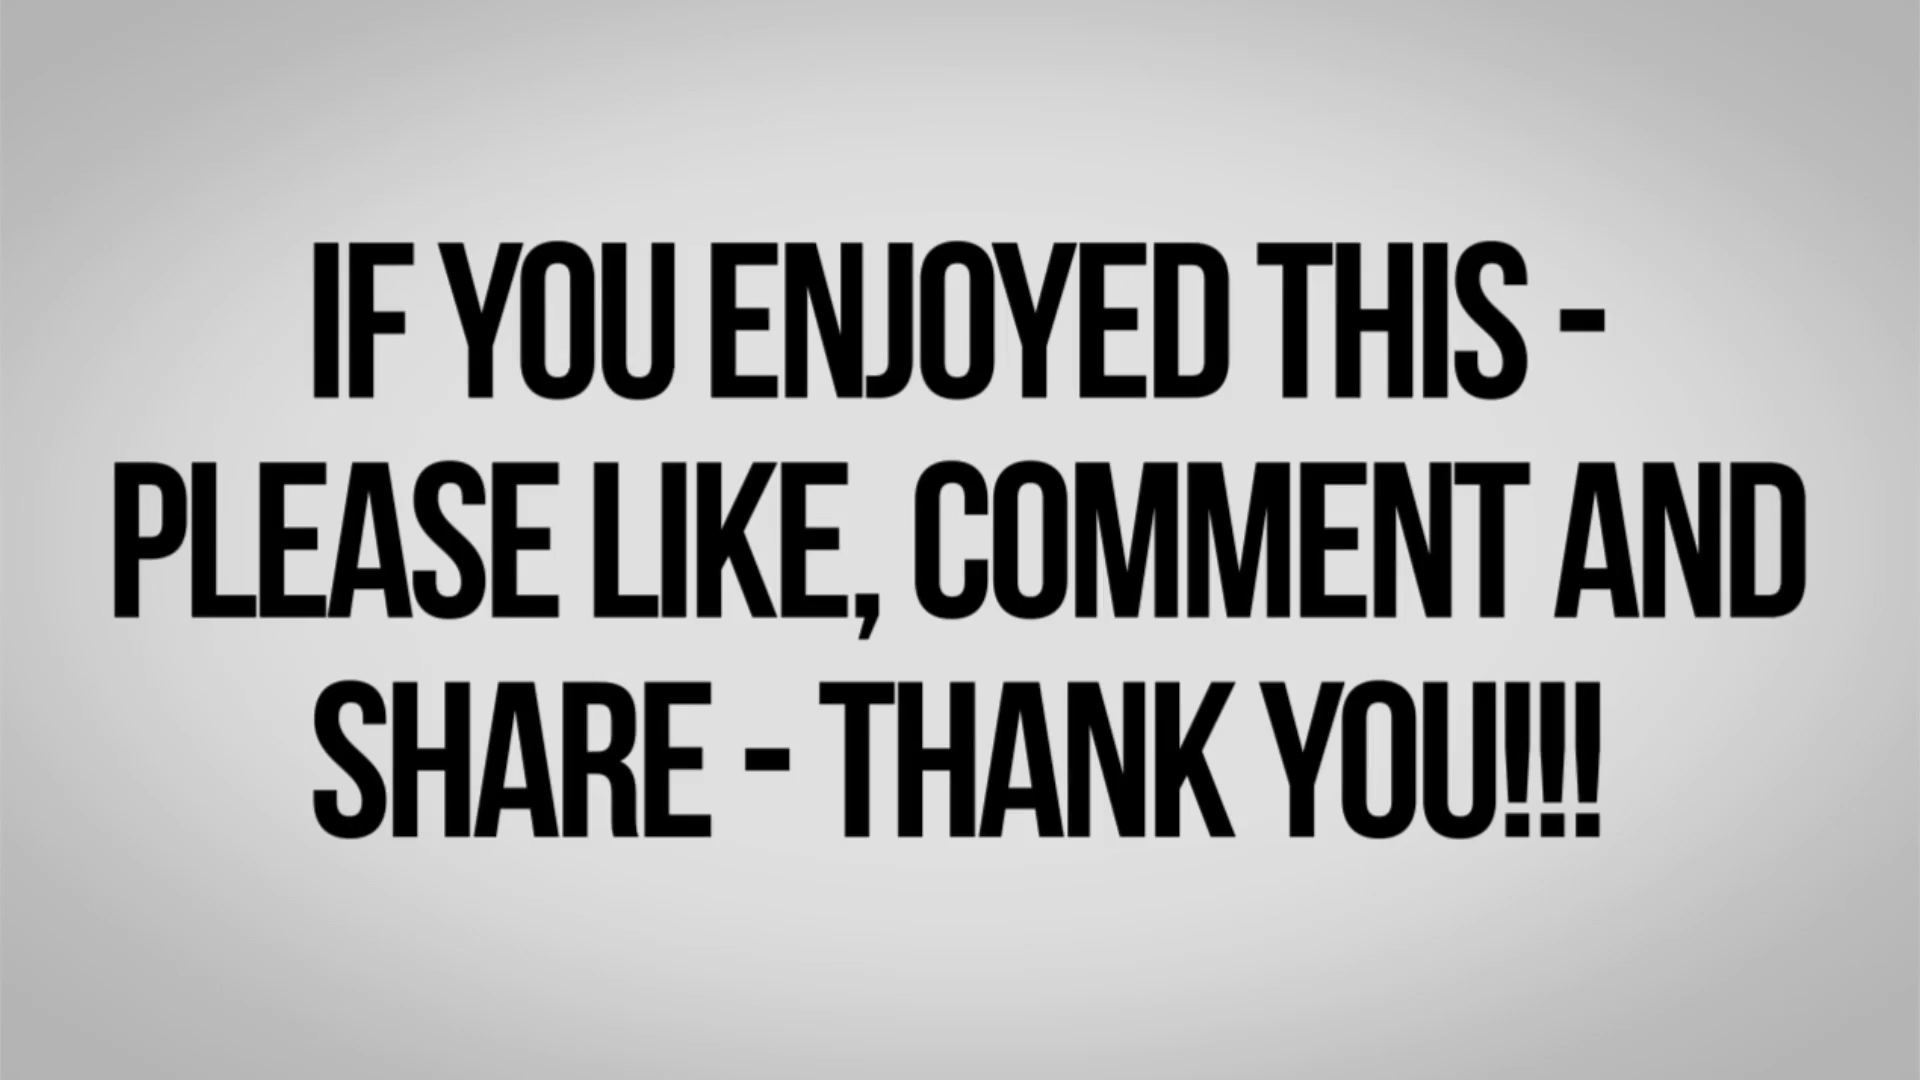 IF YOU ENJOYED THIS -
PLEASE LIKE, COMMENT AND
SHARE - THANK YOU!!!